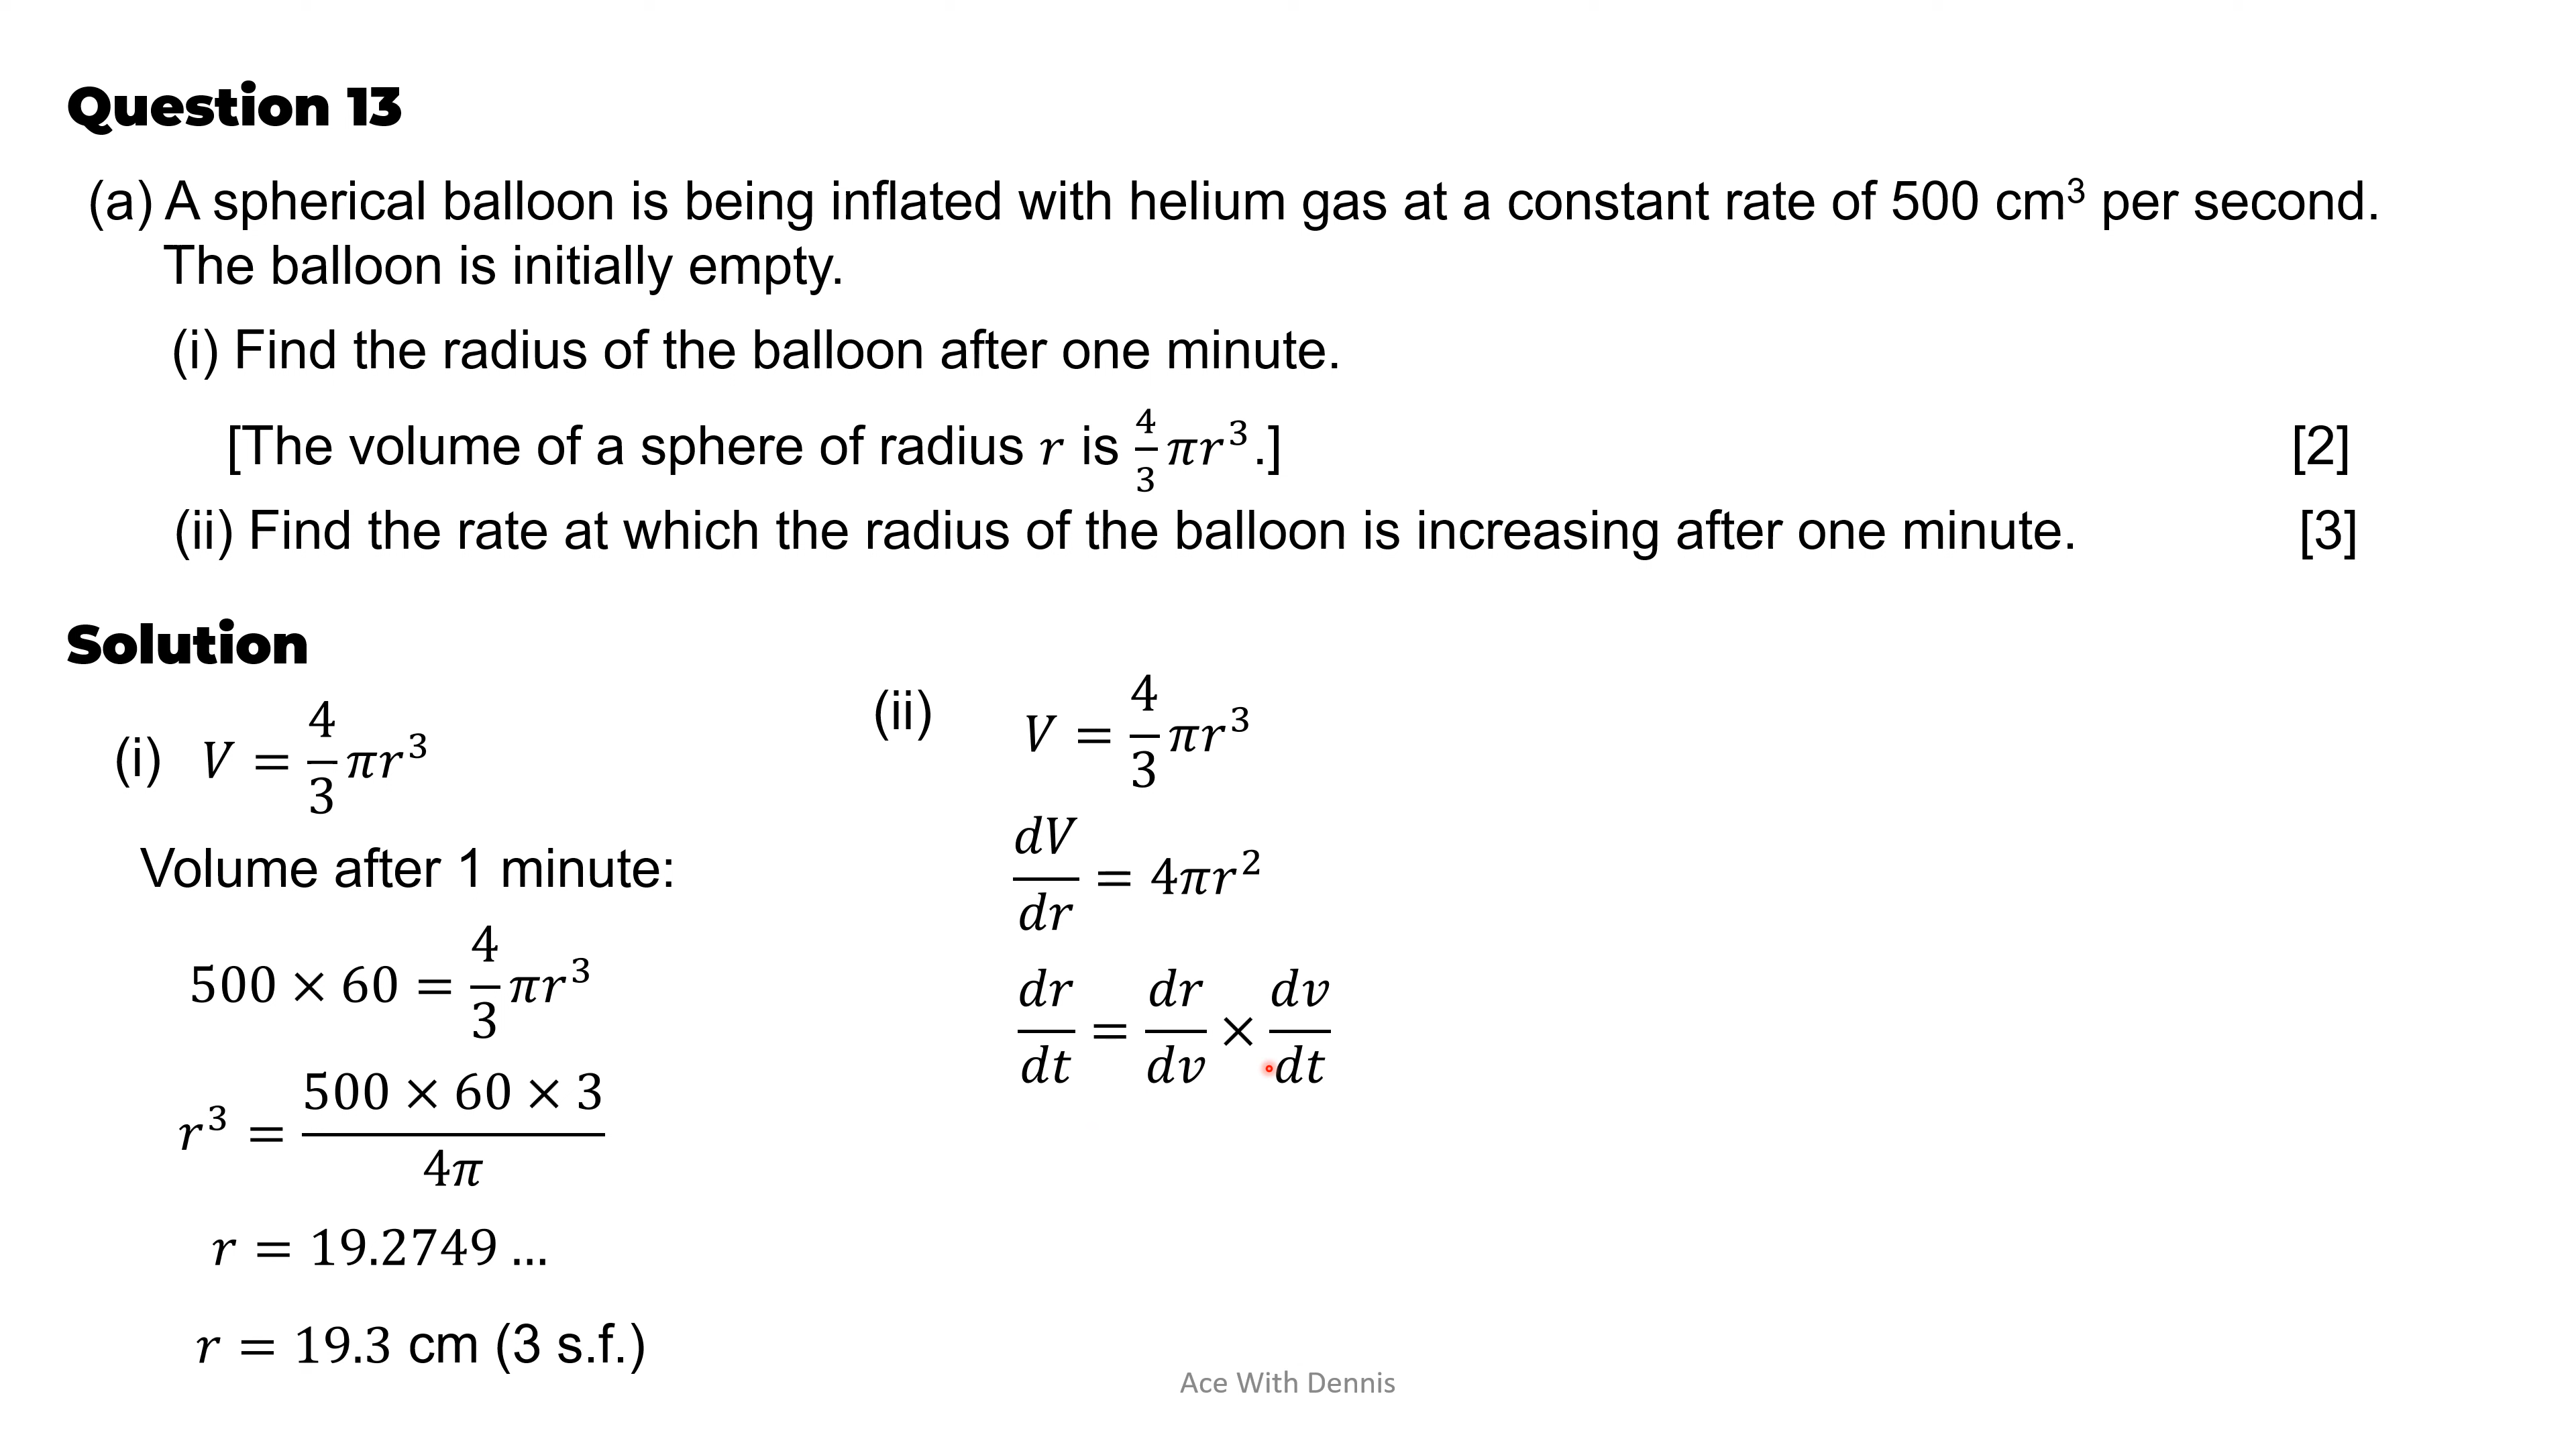 Question 13
(a) A spherical balloon is being inflated with helium gas at a constant rate of 500 cm³ per second.
The balloon is initially empty.
(i) Find the radius of the balloon after one minute.
[The volume of a sphere of radius r is 4/3 πr³.] [2]
(ii) Find the rate at which the radius of the balloon is increasing after one minute. [3]
Solution
(i) V = 4/3 πr³
Volume after 1 minute:
500 × 60 = 4/3 πr³
r³ = (500 × 60 × 3)/(4π)
r = 19.2749 ...
r = 19.3 cm (3 s.f.)
(ii) V = 4/3 πr³
dV/dr = 4πr²
dr/dt = dr/dv × dv/dt
Ace With Dennis